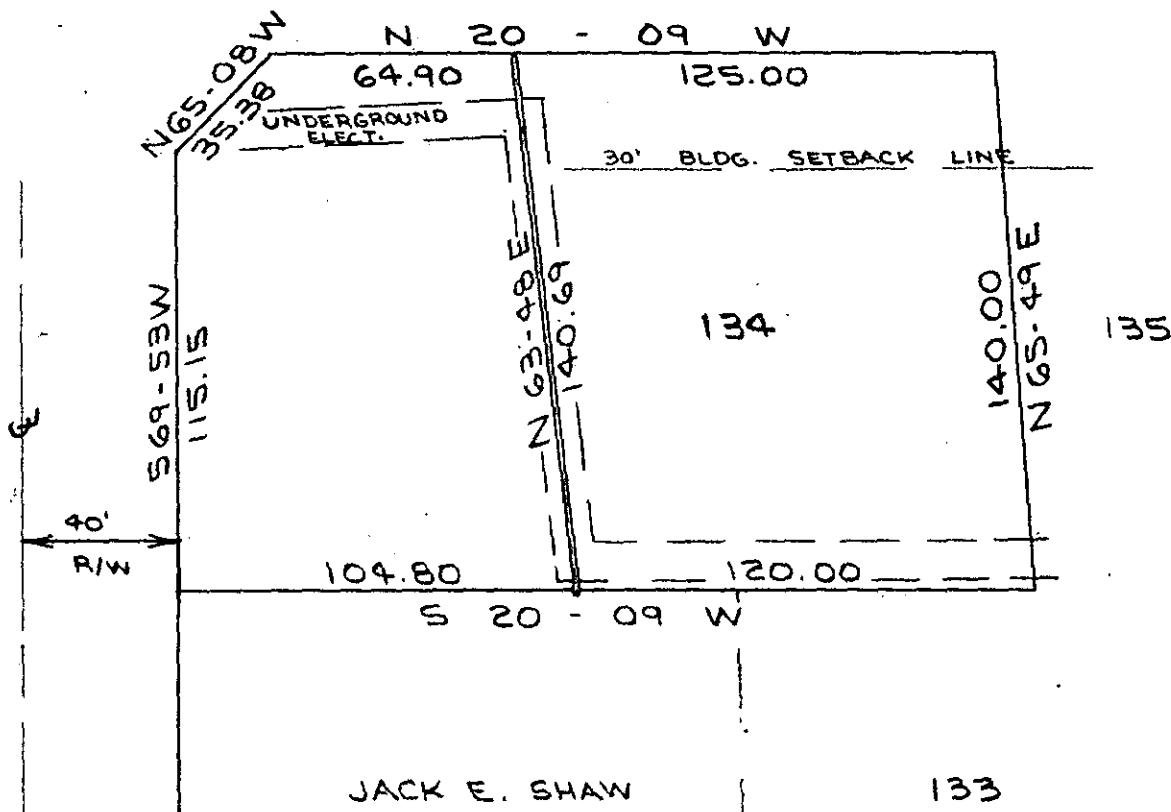 N 20 - 09 W
N65-08W
35.38
64.90
125.00
UNDERGROUND
ELECT.
30' BLDG. SETBACK LINE
S 69-53W
115.15
N 63-48 E
140.69
134
140.00
N 65-49 E
135
℄
40'
R/W
104.80
120.00
S 20 - 09 W
JACK E. SHAW
133